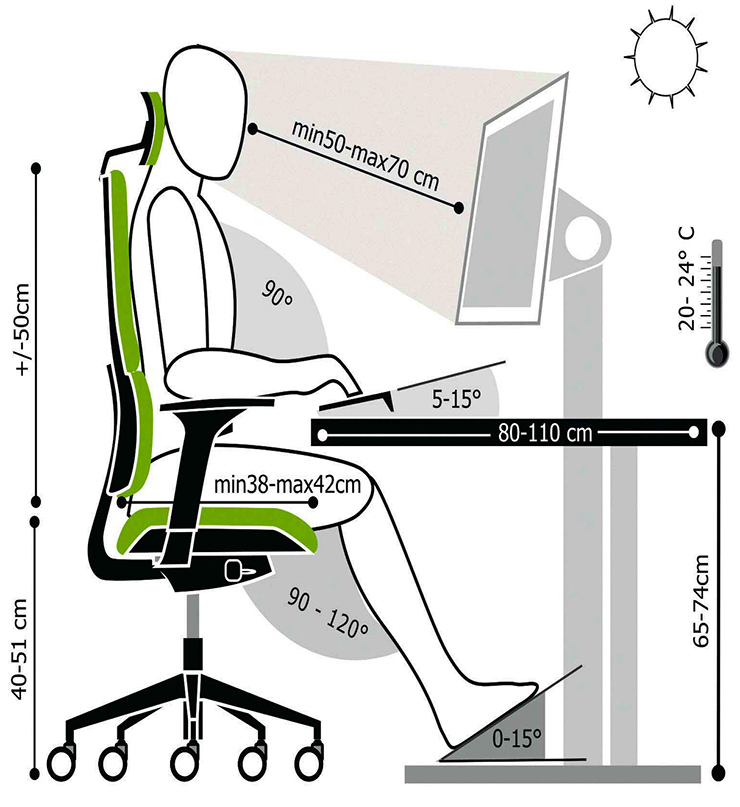 min50-max70 cm
20- 24° C
+/-50cm
90°
5-15°
80-110 cm
min38-max42cm
90 - 120°
65-74cm
40-51 cm
0-15°